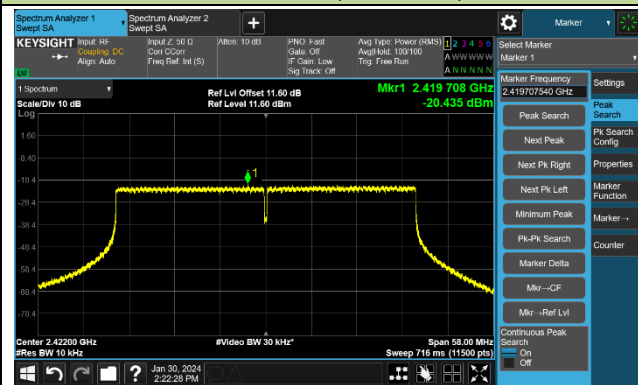 Spectrum Analyzer 1
Swept SA
Spectrum Analyzer 2
Swept SA
+
Marker
KEYSIGHT
Input: RF
Coupling: DC
Align: Auto
Input Z: 50 Ω
Corr CCorr
Freq Ref: Int (S)
Atten: 10 dB
PNO: Fast
Gate: Off
IF Gain: Low
Sig Track: Off
Avg Type: Power (RMS)
Avg|Hold: 100/100
Trig: Free Run
1 2 3 4 5 6
A W W W W W
A N N N N N
LXI
Select Marker
Marker 1
1 Spectrum
Scale/Div 10 dB
Log
Ref Lvl Offset 11.60 dB
Ref Level 11.60 dBm
Mkr1 2.419 708 GHz
-20.435 dBm
1.60
-8.40
-18.4
-28.4
-38.4
-48.4
-58.4
-68.4
-78.4
1
Center 2.42200 GHz
#Res BW 10 kHz
#Video BW 30 kHz*
Span 58.00 MHz
Sweep 716 ms (11500 pts)
Marker Frequency
2.419707540 GHz
Peak Search
Next Peak
Next Pk Right
Next Pk Left
Minimum Peak
Pk-Pk Search
Marker Delta
Mkr→CF
Mkr→Ref Lvl
Continuous Peak
Search
On
Off
Settings
Peak
Search
Pk Search
Config
Properties
Marker
Function
Marker→
Counter
?
Jan 30, 2024
2:22:28 PM